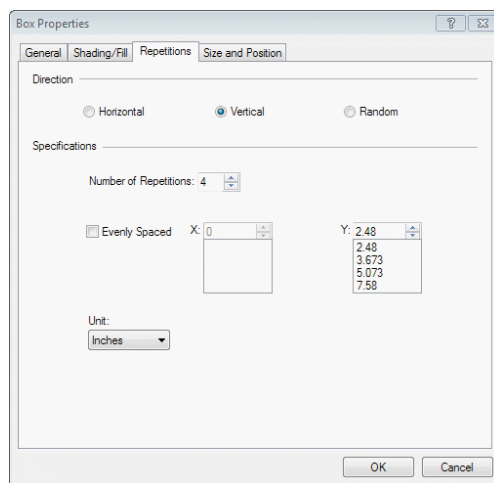 Box Properties
General Shading/Fill Repetitions Size and Position
Direction
Horizontal Vertical Random
Specifications
Number of Repetitions: 4
Evenly Spaced X: 0 Y: 2.48
2.48
3.673
5.073
7.58
Unit:
Inches
OK Cancel